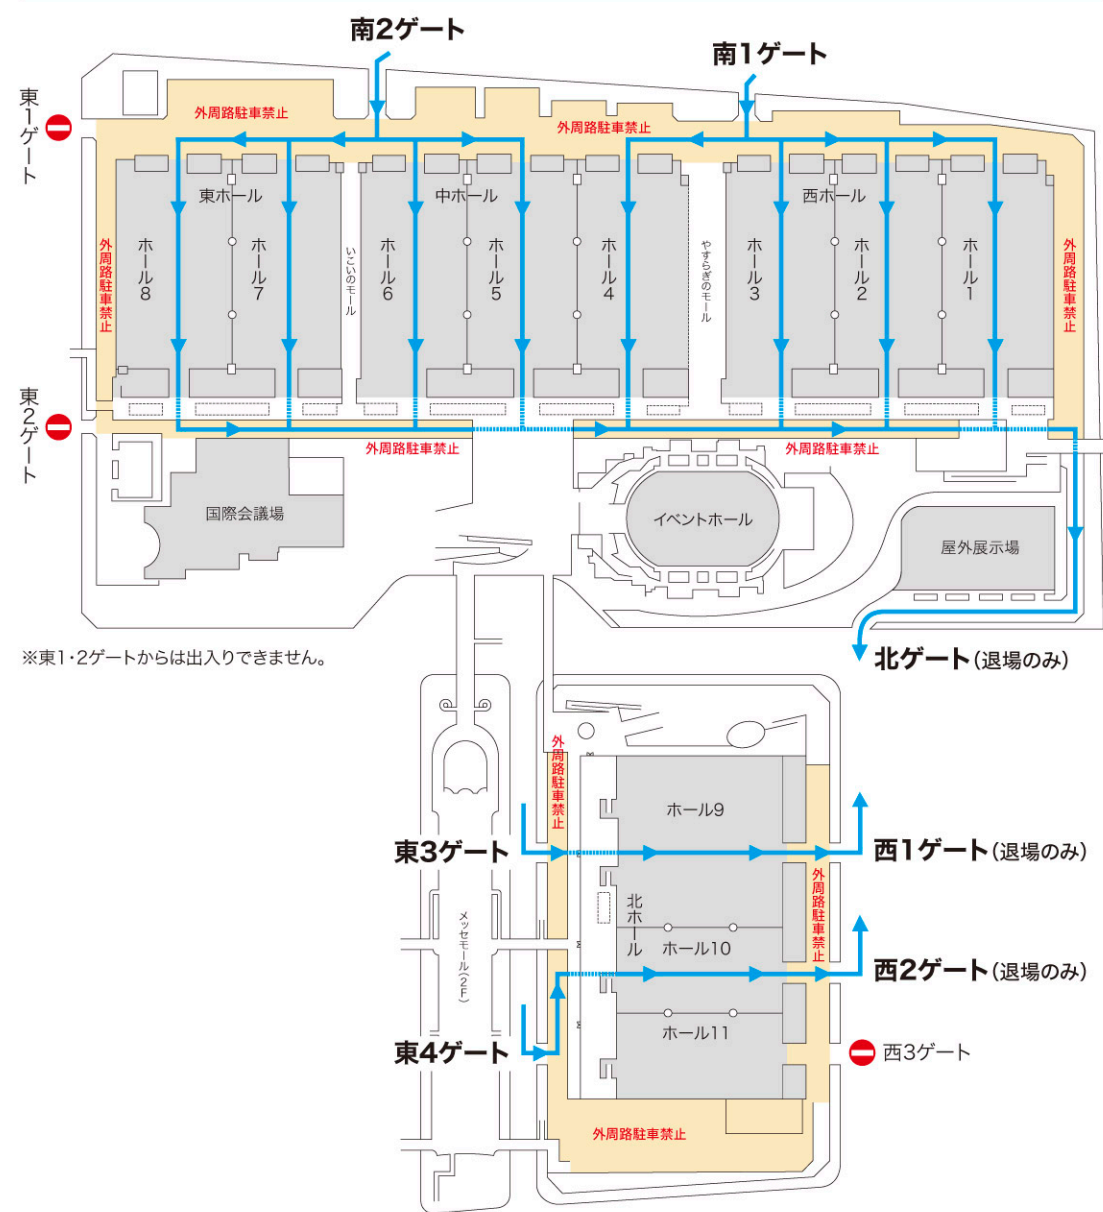 南2ゲート
南1ゲート
東1ゲート
外周路駐車禁止
外周路駐車禁止
東ホール
中ホール
西ホール
外周路駐車禁止
ホール8
ホール7
いこいのモール
ホール6
ホール5
ホール4
やすらぎのモール
ホール3
ホール2
ホール1
外周路駐車禁止
東2ゲート
外周路駐車禁止
外周路駐車禁止
国際会議場
イベントホール
屋外展示場
※東1・2ゲートからは出入りできません。
北ゲート(退場のみ)
外周路駐車禁止
ホール9
東3ゲート
西1ゲート(退場のみ)
外周路駐車禁止
北ホール
メッセモール(2F)
ホール10
西2ゲート(退場のみ)
ホール11
東4ゲート
西3ゲート
外周路駐車禁止